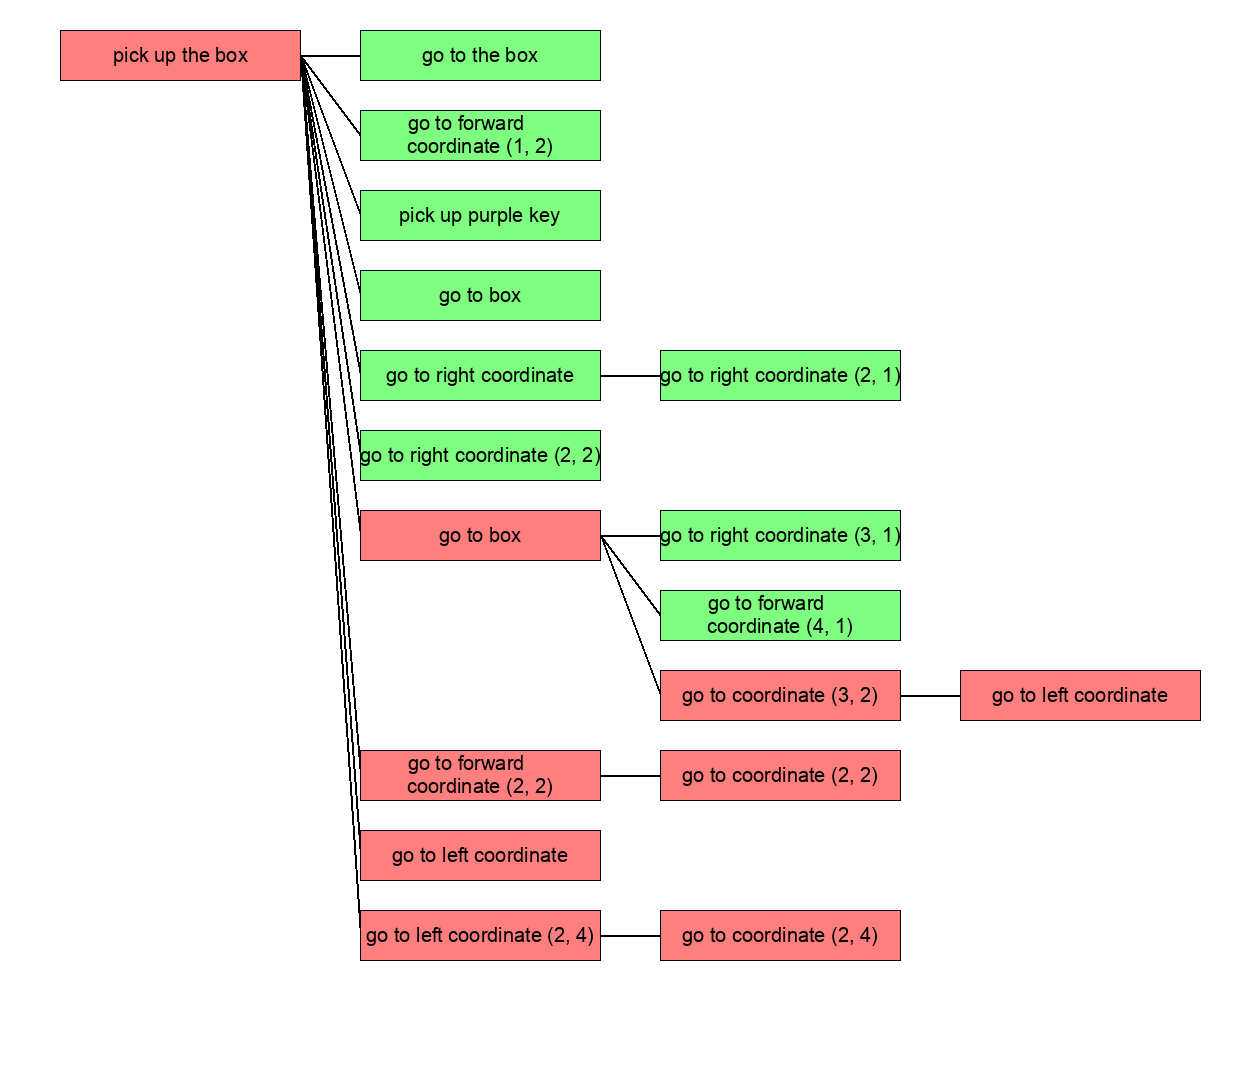 pick up the box
go to the box
go to forward
coordinate (1, 2)
pick up purple key
go to box
go to right coordinate
go to right coordinate (2, 1)
go to right coordinate (2, 2)
go to box
go to right coordinate (3, 1)
go to forward
coordinate (4, 1)
go to coordinate (3, 2)
go to left coordinate
go to forward
coordinate (2, 2)
go to coordinate (2, 2)
go to left coordinate
go to left coordinate (2, 4)
go to coordinate (2, 4)